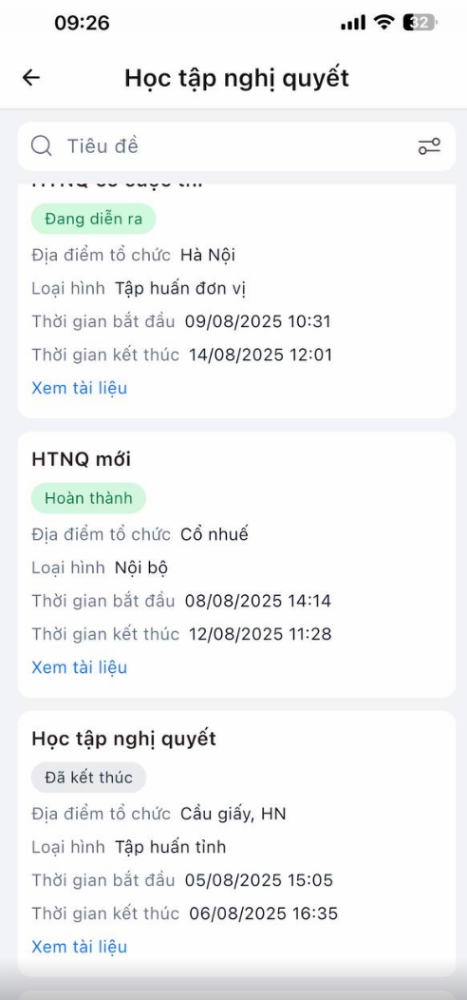 09:26
32
Học tập nghị quyết
Tiêu đề
Đang diễn ra
Địa điểm tổ chức Hà Nội
Loại hình Tập huấn đơn vị
Thời gian bắt đầu 09/08/2025 10:31
Thời gian kết thúc 14/08/2025 12:01
Xem tài liệu
HTNQ mới
Hoàn thành
Địa điểm tổ chức Cổ nhuế
Loại hình Nội bộ
Thời gian bắt đầu 08/08/2025 14:14
Thời gian kết thúc 12/08/2025 11:28
Xem tài liệu
Học tập nghị quyết
Đã kết thúc
Địa điểm tổ chức Cầu giấy, HN
Loại hình Tập huấn tỉnh
Thời gian bắt đầu 05/08/2025 15:05
Thời gian kết thúc 06/08/2025 16:35
Xem tài liệu